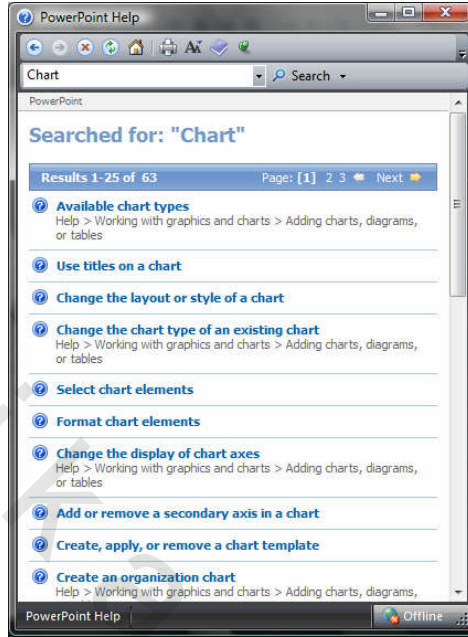 PowerPoint Help
Chart
Search
PowerPoint
Searched for: "Chart"
Results 1-25 of 63 Page: [1] 2 3 Next
Available chart types
Help > Working with graphics and charts > Adding charts, diagrams,
or tables
Use titles on a chart
Change the layout or style of a chart
Change the chart type of an existing chart
Help > Working with graphics and charts > Adding charts, diagrams,
or tables
Select chart elements
Format chart elements
Change the display of chart axes
Help > Working with graphics and charts > Adding charts, diagrams,
or tables
Add or remove a secondary axis in a chart
Create, apply, or remove a chart template
Create an organization chart
Help > Working with graphics and charts > Adding charts, diagrams,
PowerPoint Help Offline